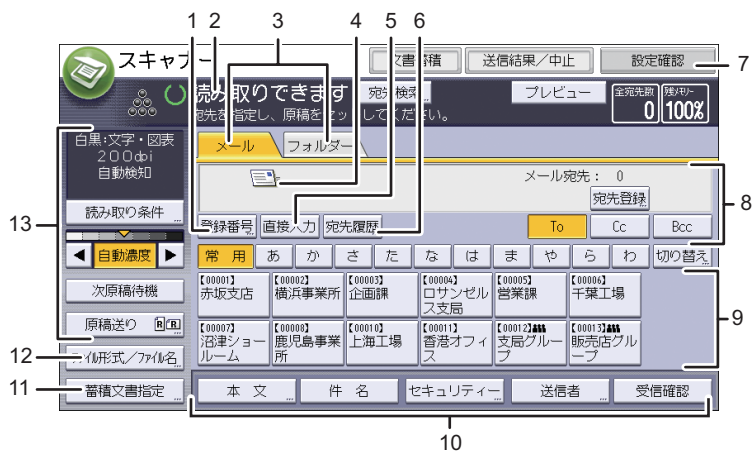 1 2 3 4 5 6
スキャナー 文書蓄積 送信結果／中止 設定確認
7
読み取りできます 宛先検索 プレビュー 全宛先数 残ﾒﾓﾘｰ
宛先を指定し、原稿をセットしてください。 0 100%
白黒:文字・図表
200dpi
自動検知
メール フォルダー
メール宛先： 0
宛先登録
8
13
読み取り条件
登録番号 直接入力 宛先履歴 To Cc Bcc
自動濃度
常用 あ か さ た な は ま や ら わ 切り替え
次原稿待機
【00001】 【00002】 【00003】 【00004】 【00005】 【00006】
赤坂支店 横浜事業所 企画課 ロサンゼルス支局 営業課 千葉工場
9
原稿送り
【00007】 【00008】 【00010】 【00011】 【00012】 【00013】
沼津ショールーム 鹿児島事業所 上海工場 香港オフィス 支局グループ 販売店グループ
12
ﾌｧｲﾙ形式／ﾌｧｲﾙ名
11
蓄積文書指定 本文 件名 セキュリティー 送信者 受信確認
10